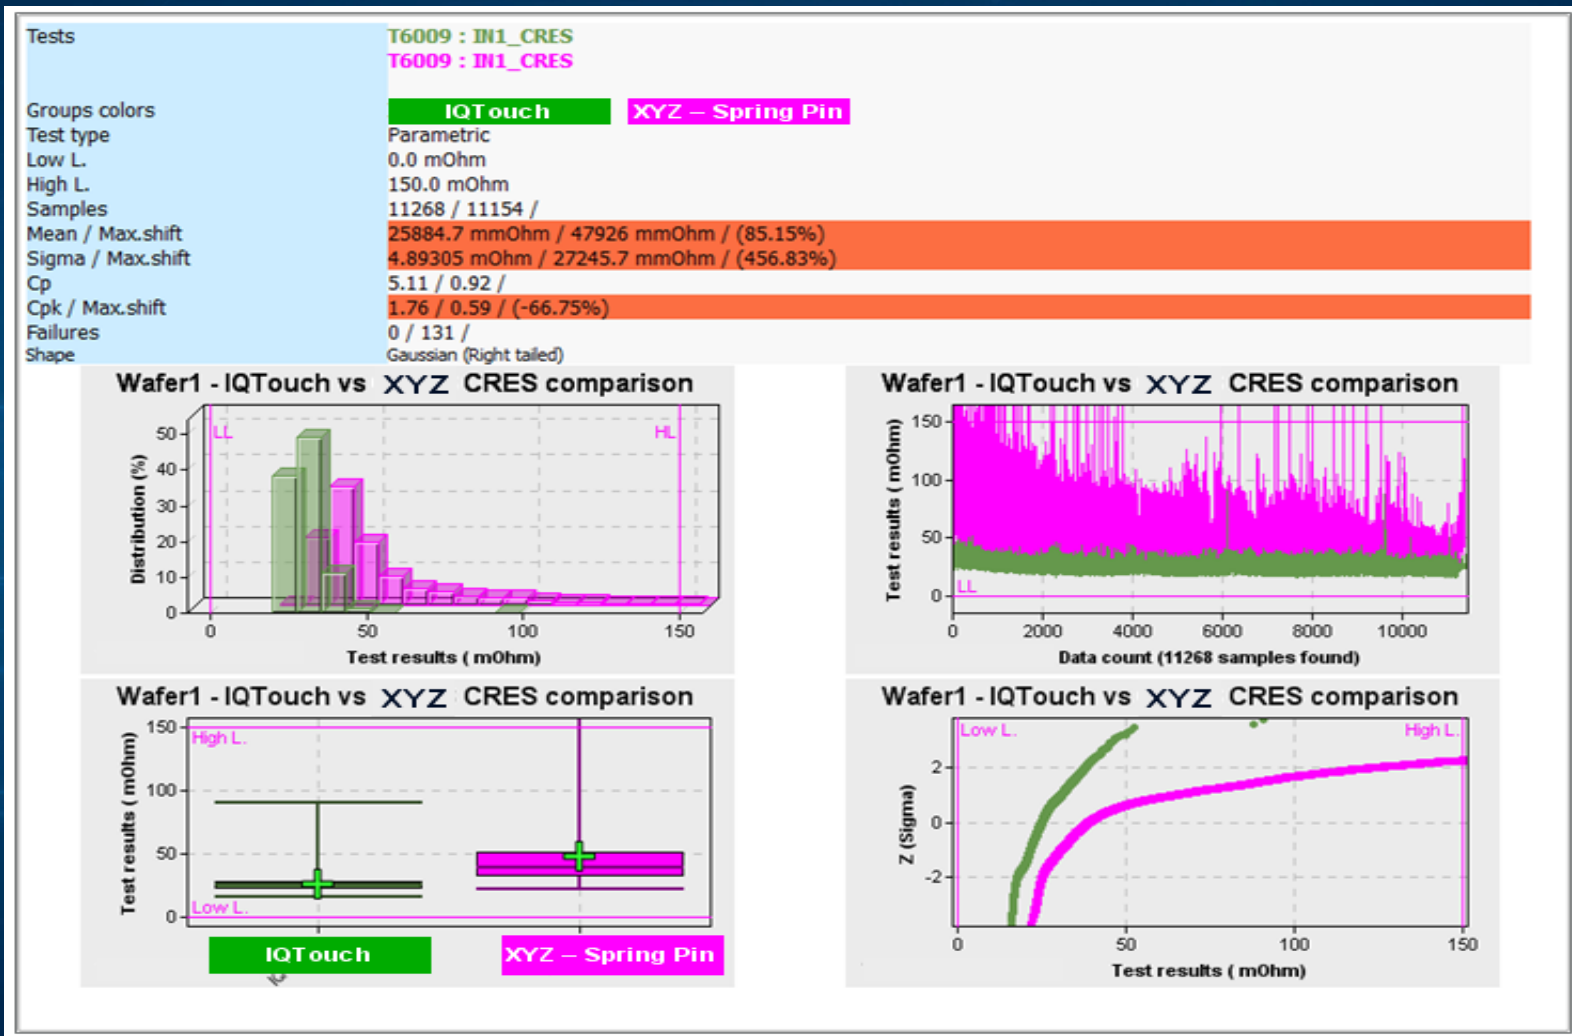 Tests T6009 : IN1_CRES
T6009 : IN1_CRES
Groups colors IQTouch XYZ – Spring Pin
Test type Parametric
Low L. 0.0 mOhm
High L. 150.0 mOhm
Samples 11268 / 11154 /
Mean / Max.shift 25884.7 mmOhm / 47926 mmOhm / (85.15%)
Sigma / Max.shift 4.89305 mOhm / 27245.7 mmOhm / (456.83%)
Cp 5.11 / 0.92 /
Cpk / Max.shift 1.76 / 0.59 / (-66.75%)
Failures 0 / 131 /
Shape Gaussian (Right tailed)
Wafer1 - IQTouch vs XYZ CRES comparison
LL
HL
Distribution (%)
50
40
30
20
10
0
0 50 100 150
Test results ( mOhm)
Wafer1 - IQTouch vs XYZ CRES comparison
Test results ( mOhm)
150
100
50
0
LL
0 2000 4000 6000 8000 10000
Data count (11268 samples found)
Wafer1 - IQTouch vs XYZ CRES comparison
Test results ( mOhm)
150
100
50
0
High L.
Low L.
IQTouch XYZ – Spring Pin
Wafer1 - IQTouch vs XYZ CRES comparison
Low L. High L.
Z (Sigma)
2
0
-2
0 50 100 150
Test results ( mOhm)